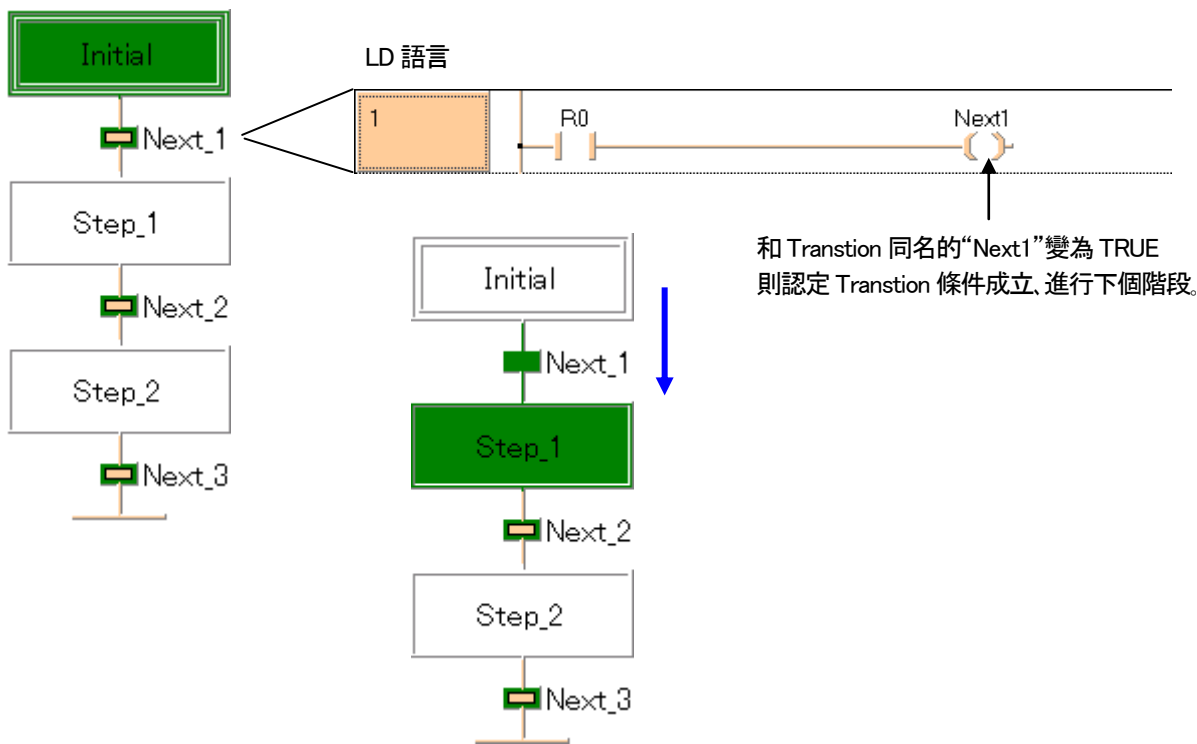 Initial
Next_1
Step_1
Next_2
Step_2
Next_3
LD 語言
1
R0
Next1
和 Transtion 同名的“Next1”變為 TRUE
則認定 Transtion 條件成立、進行下個階段。
Initial
Next_1
Step_1
Next_2
Step_2
Next_3